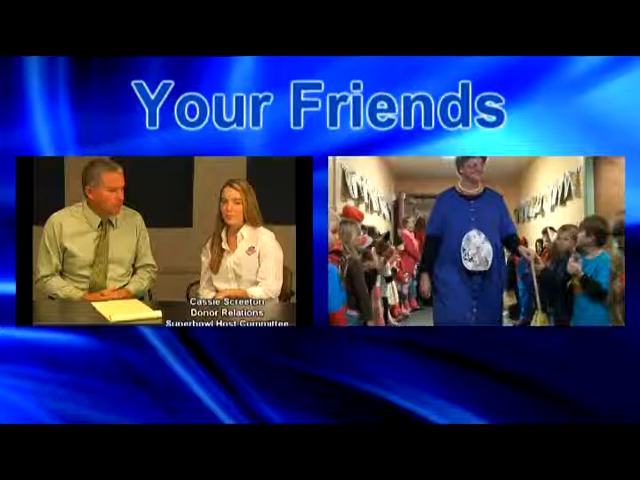 Your Friends
Cassie Screeton
Donor Relations
Superbowl Host Committee